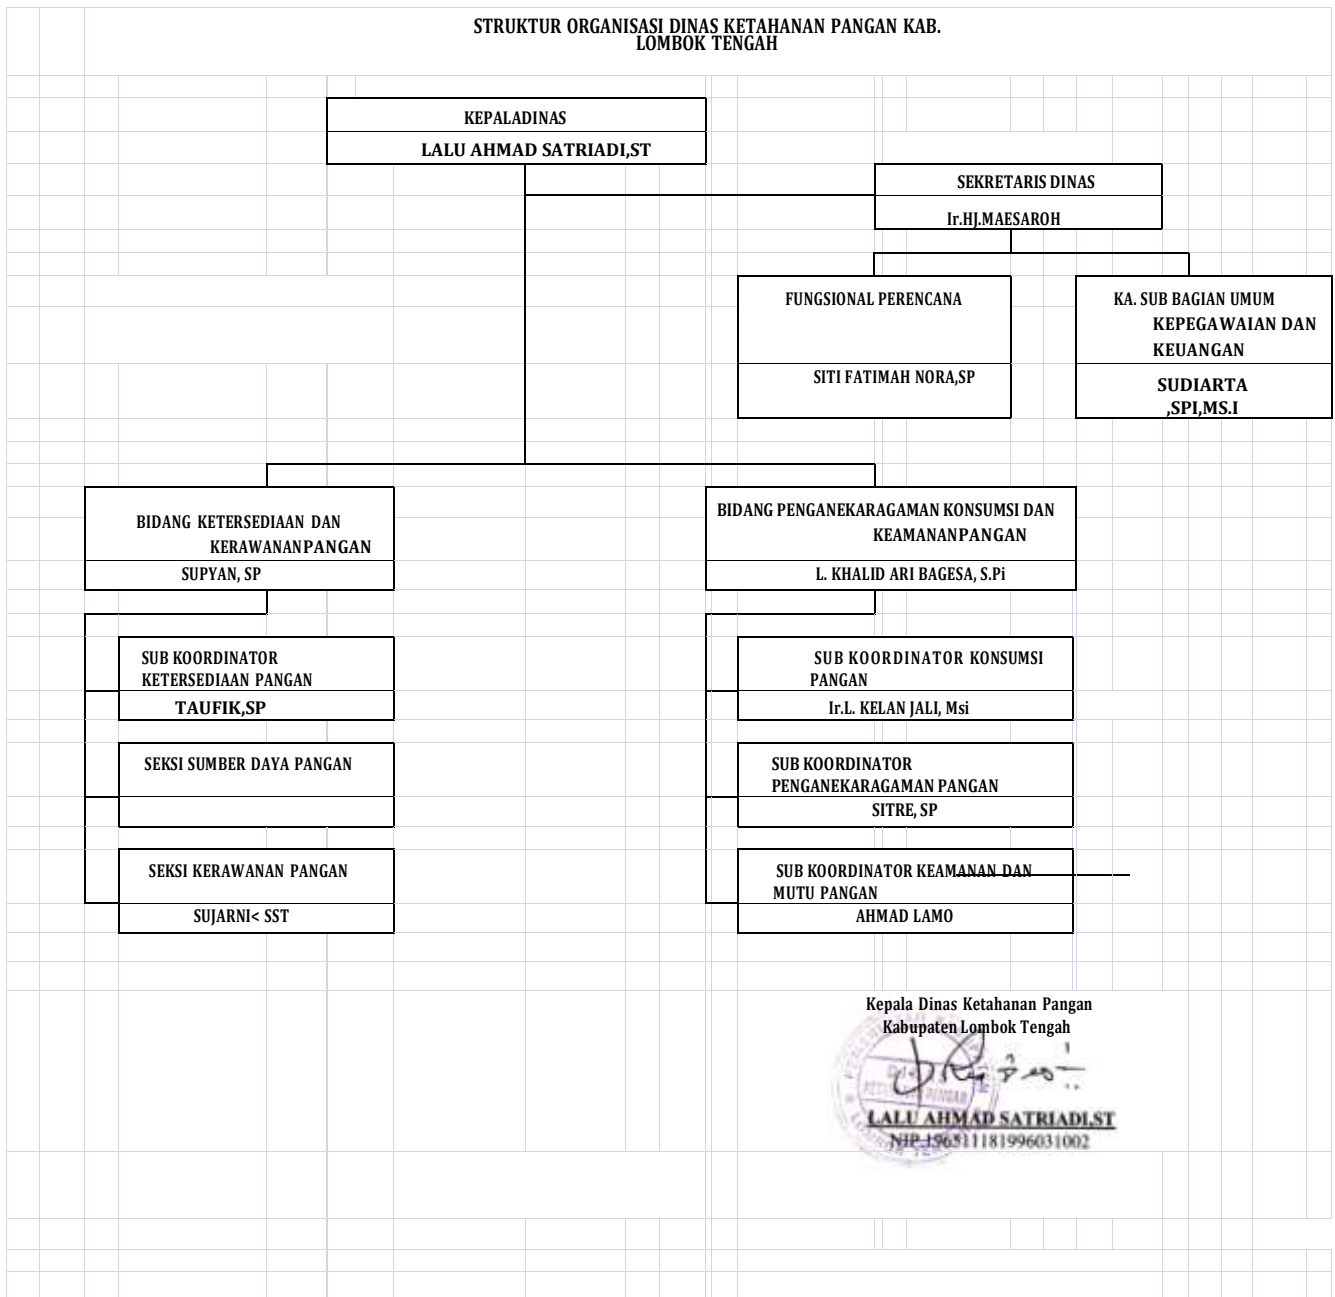 STRUKTUR ORGANISASI DINAS KETAHANAN PANGAN KAB.
LOMBOK TENGAH
KEPALADINAS
LALU AHMAD SATRIADI,ST
SEKRETARIS DINAS
Ir.HJ.MAESAROH
FUNGSIONAL PERENCANA
SITI FATIMAH NORA,SP
KA. SUB BAGIAN UMUM
KEPEGAWAIAN DAN
KEUANGAN
SUDIARTA
,SPI,MS.I
BIDANG KETERSEDIAAN DAN
KERAWANANPANGAN
SUPYAN, SP
BIDANG PENGANEKARAGAMAN KONSUMSI DAN
KEAMANANPANGAN
L. KHALID ARI BAGESA, S.Pi
SUB KOORDINATOR
KETERSEDIAAN PANGAN
TAUFIK,SP
SEKSI SUMBER DAYA PANGAN
SEKSI KERAWANAN PANGAN
SUJARNI< SST
SUB KOORDINATOR KONSUMSI
PANGAN
Ir.L. KELAN JALI, Msi
SUB KOORDINATOR
PENGANEKARAGAMAN PANGAN
SITRE, SP
SUB KOORDINATOR KEAMANAN DAN
MUTU PANGAN
AHMAD LAMO
Kepala Dinas Ketahanan Pangan
Kabupaten Lombok Tengah
LALU AHMAD SATRIADI,ST
NIP 196511181996031002